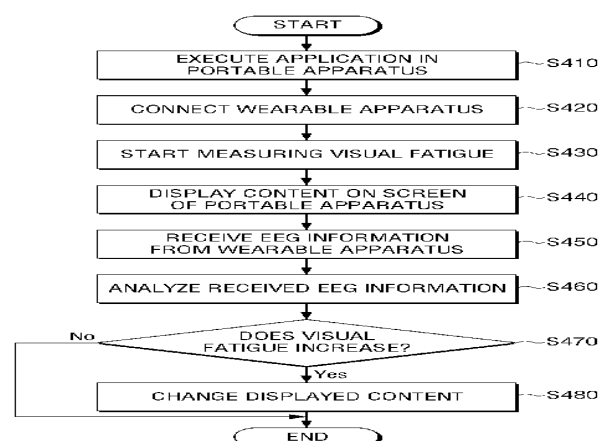 START
EXECUTE APPLICATION IN
PORTABLE APPARATUS
S410
CONNECT WEARABLE APPARATUS
S420
START MEASURING VISUAL FATIGUE
S430
DISPLAY CONTENT ON SCREEN
OF PORTABLE APPARATUS
S440
RECEIVE EEG INFORMATION
FROM WEARABLE APPARATUS
S450
ANALYZE RECEIVED EEG INFORMATION
S460
No
DOES VISUAL
FATIGUE INCREASE?
S470
Yes
CHANGE DISPLAYED CONTENT
S480
END